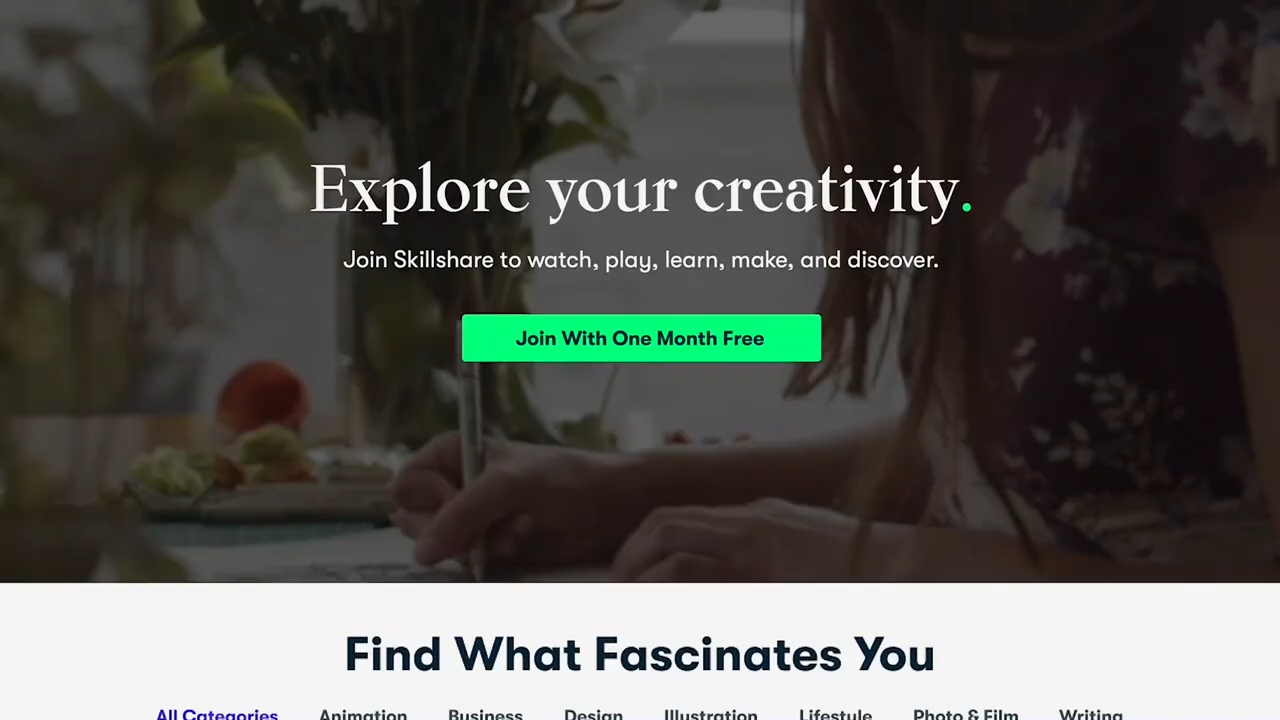 Explore your creativity.
Join Skillshare to watch, play, learn, make, and discover.
Join With One Month Free
Find What Fascinates You
All Categories Animation Business Design Illustration Lifestyle Photo & Film Writing